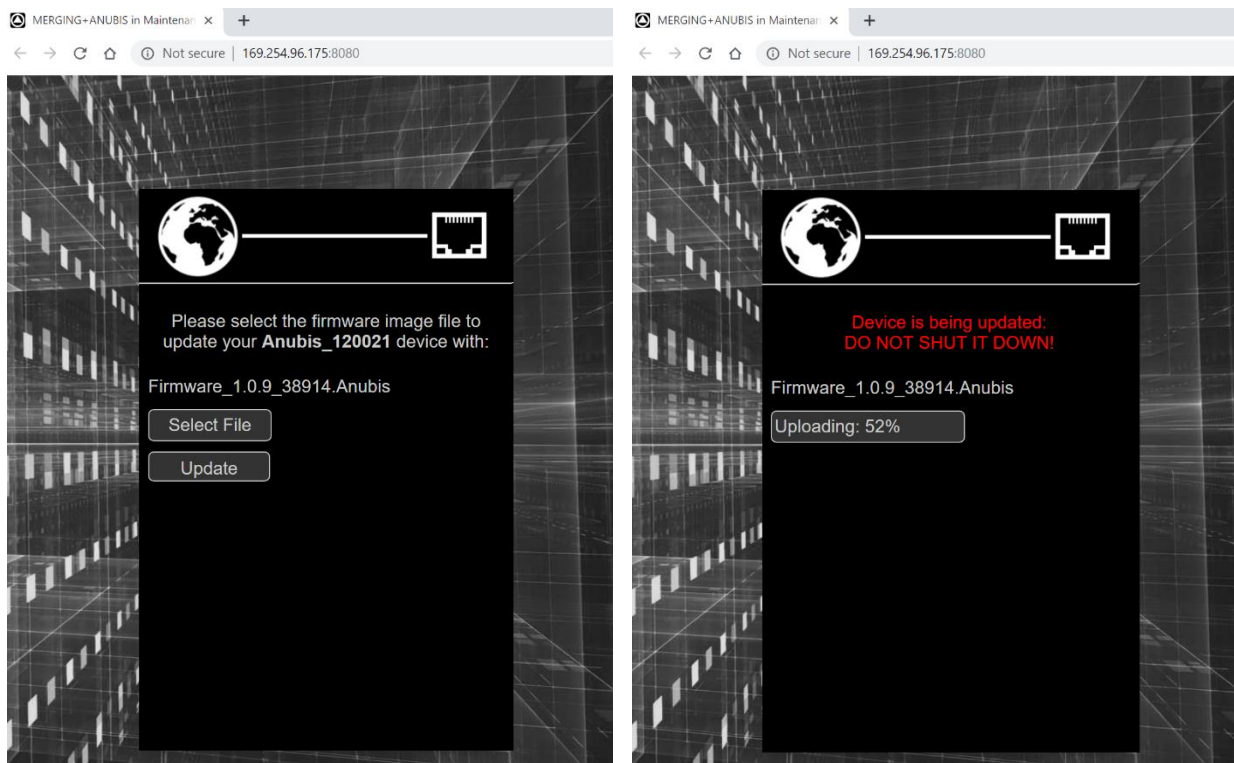 MERGING+ANUBIS in Maintenan
Not secure | 169.254.96.175:8080
Please select the firmware image file to
update your Anubis_120021 device with:
Firmware_1.0.9_38914.Anubis
Select File
Update
MERGING+ANUBIS in Maintenan
Not secure | 169.254.96.175:8080
Device is being updated:
DO NOT SHUT IT DOWN!
Firmware_1.0.9_38914.Anubis
Uploading: 52%